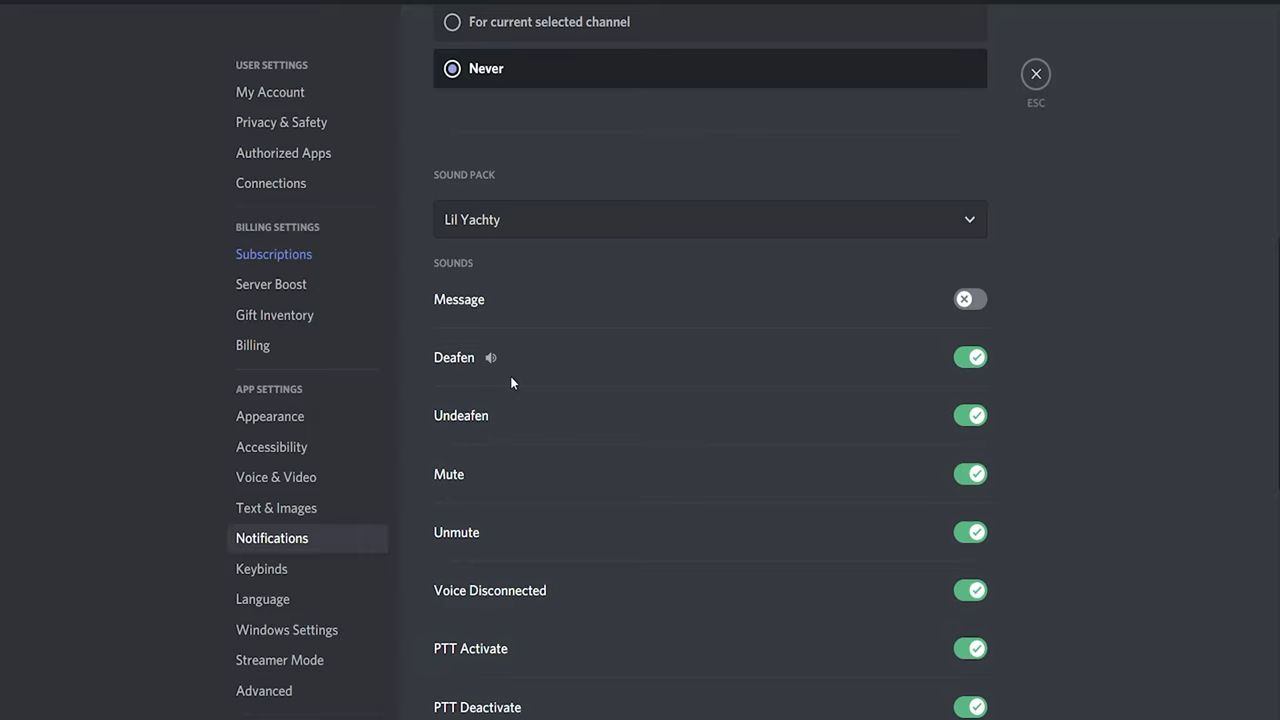 For current selected channel
Never
ESC
USER SETTINGS
My Account
Privacy & Safety
Authorized Apps
Connections
BILLING SETTINGS
Subscriptions
Server Boost
Gift Inventory
Billing
APP SETTINGS
Appearance
Accessibility
Voice & Video
Text & Images
Notifications
Keybinds
Language
Windows Settings
Streamer Mode
Advanced
SOUND PACK
Lil Yachty
SOUNDS
Message
Deafen
Undeafen
Mute
Unmute
Voice Disconnected
PTT Activate
PTT Deactivate